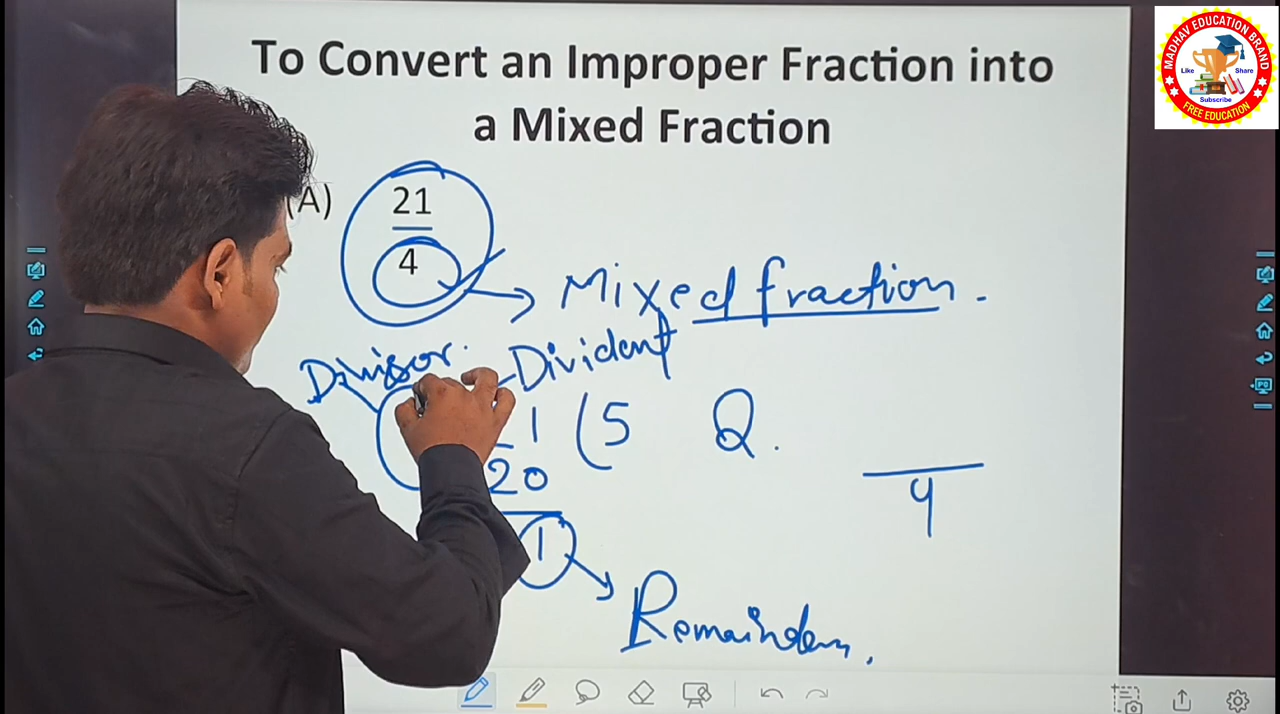 To Convert an Improper Fraction into
a Mixed Fraction
(A)
21
4
Mixed fraction.
Divisor.
Divident
1 (5 Q.
20
4
1
Remainder.
MADHAV EDUCATION BRAND
Like Share
Subscribe
FREE EDUCATION